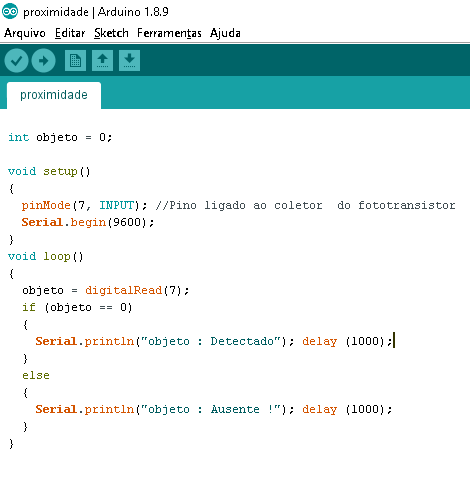 proximidade | Arduino 1.8.9
Arquivo Editar Sketch Ferramentas Ajuda
proximidade
int objeto = 0;
void setup()
{
  pinMode(7, INPUT); //Pino ligado ao coletor  do fototransistor
  Serial.begin(9600);
}
void loop()
{
  objeto = digitalRead(7);
  if (objeto == 0)
  {
    Serial.println("objeto : Detectado"); delay (1000);
  }
  else
  {
    Serial.println("objeto : Ausente !"); delay (1000);
  }
}